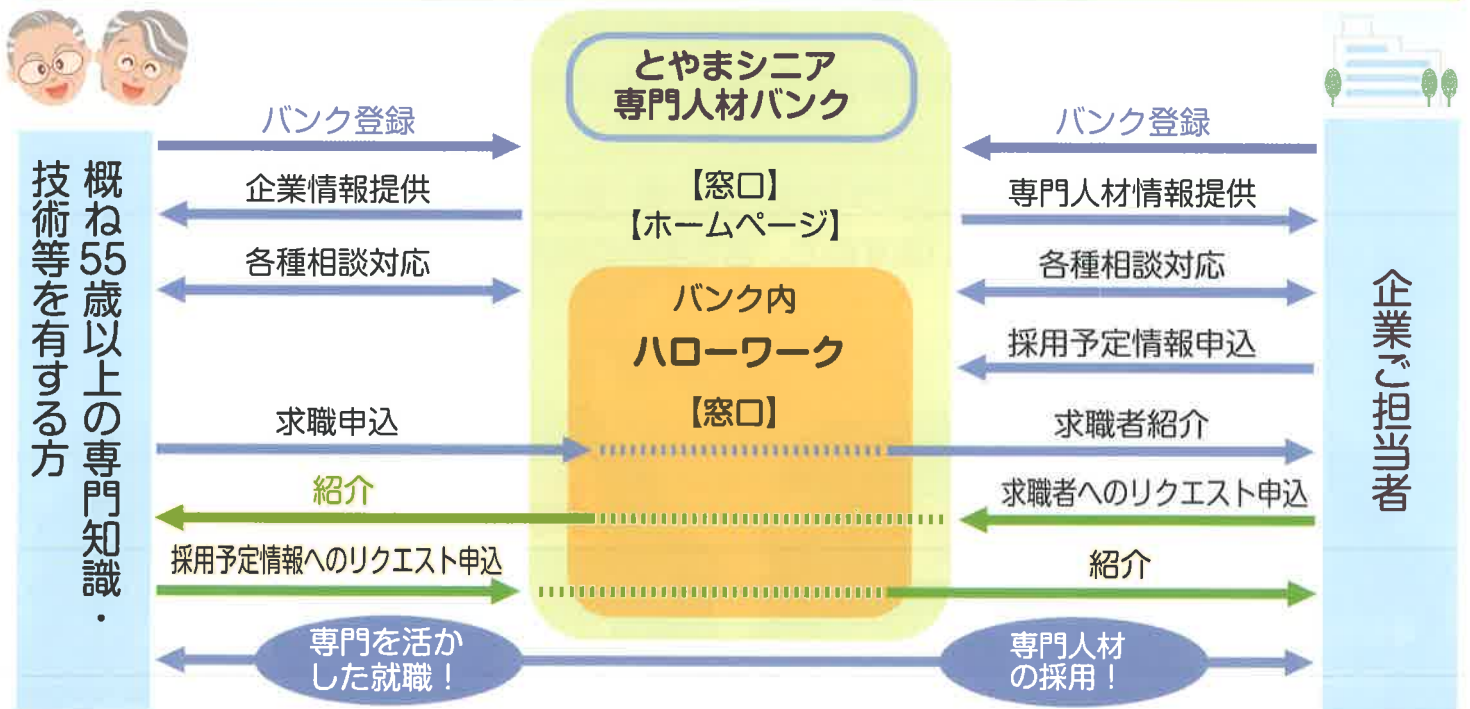 とやまシニア
専門人材バンク
【窓口】
【ホームページ】
バンク内
ハローワーク
【窓口】
概ね55歳以上の専門知識・
技術等を有する方
バンク登録
企業情報提供
各種相談対応
求職申込
紹介
採用予定情報へのリクエスト申込
バンク登録
専門人材情報提供
各種相談対応
採用予定情報申込
求職者紹介
求職者へのリクエスト申込
紹介
企業ご担当者
専門を活か
した就職！
専門人材
の採用！